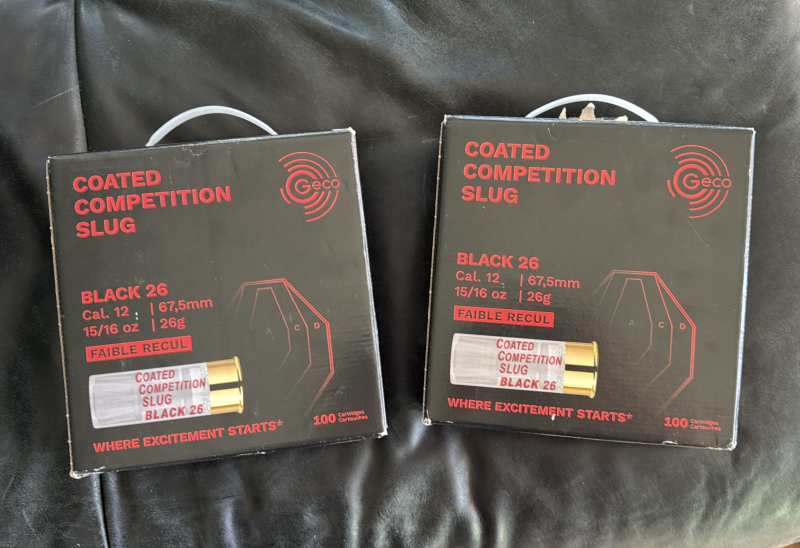 COATED
COMPETITION
SLUG
Geco
BLACK 26
Cal. 12 | 67,5mm
15/16 oz | 26g
FAIBLE RECUL
A C D
COATED
COMPETITION
SLUG
BLACK 26
WHERE EXCITEMENT STARTS*
100 Cartridges
Cartouches
COATED
COMPETITION
SLUG
Geco
BLACK 26
Cal. 12 | 67,5mm
15/16 oz | 26g
FAIBLE RECUL
A C D
COATED
COMPETITION
SLUG
BLACK 26
WHERE EXCITEMENT STARTS*
100 Cartridges
Cartouches